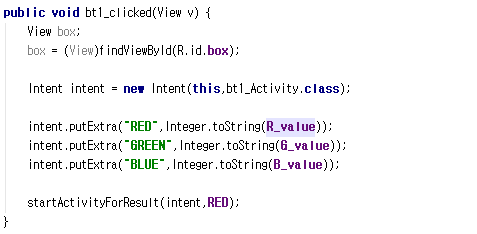 public void bt1_clicked(View v) {
View box;
box = (View)findViewById(R.id.box);
Intent intent = new Intent(this,bt1_Activity.class);
intent.putExtra("RED",Integer.toString(R_value));
intent.putExtra("GREEN",Integer.toString(G_value));
intent.putExtra("BLUE",Integer.toString(B_value));
startActivityForResult(intent,RED);
}